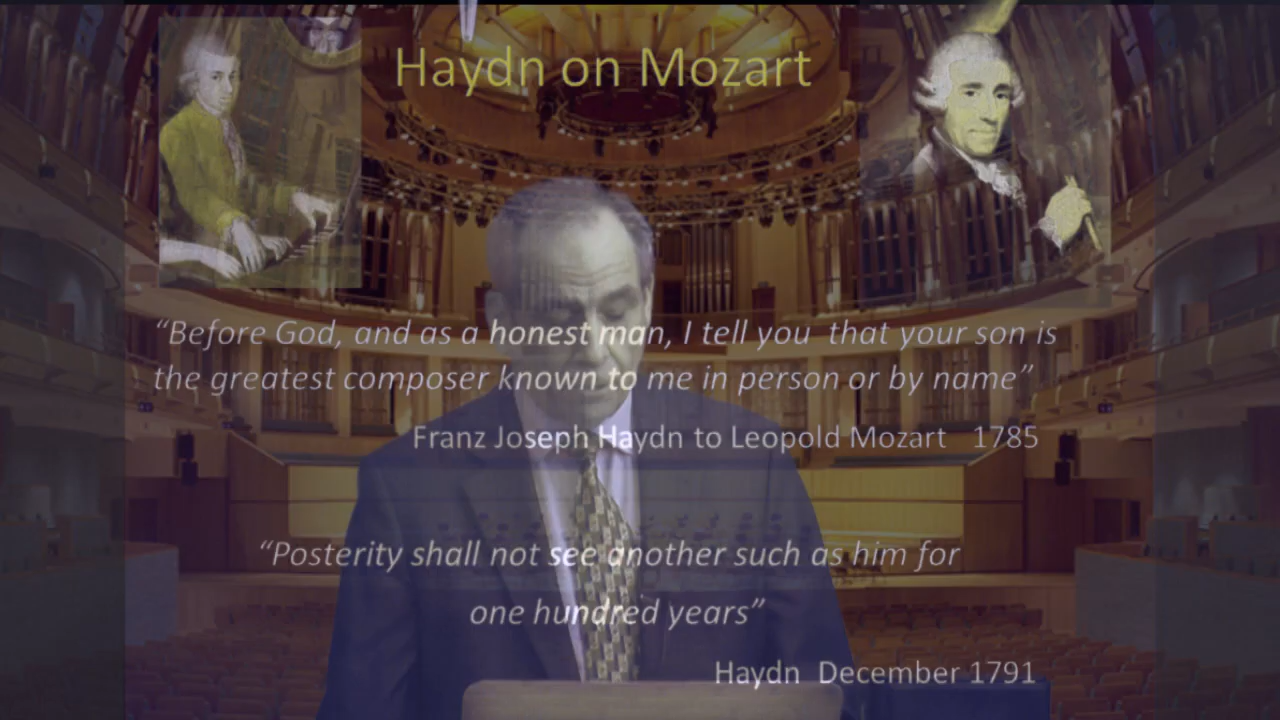 Haydn on Mozart
“Before God, and as a honest man, I tell you that your son is
the greatest composer known to me in person or by name”
Franz Joseph Haydn to Leopold Mozart 1785
“Posterity shall not see another such as him for
one hundred years”
Haydn December 1791